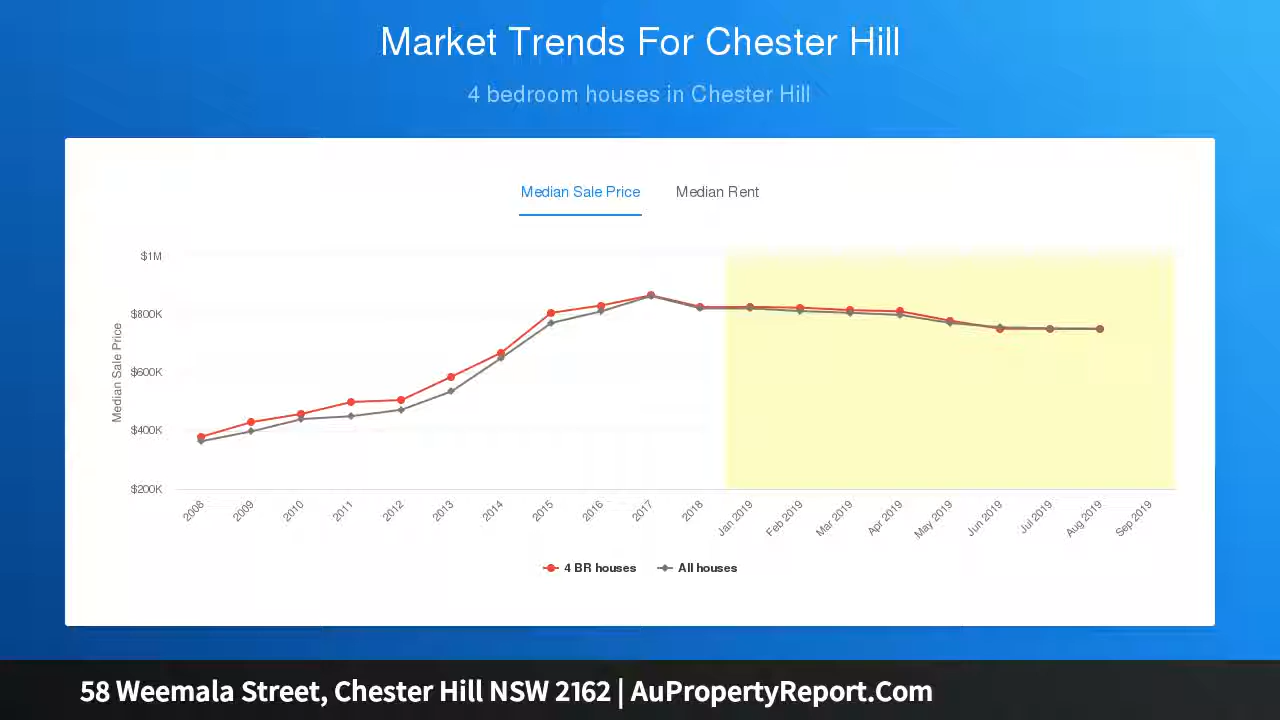 Market Trends For Chester Hill
4 bedroom houses in Chester Hill
Median Sale Price Median Rent
Median Sale Price
$1M
$800K
$600K
$400K
$200K
2008 2009 2010 2011 2012 2013 2014 2015 2016 2017 2018 Jan 2019 Feb 2019 Mar 2019 Apr 2019 May 2019 Jun 2019 Jul 2019 Aug 2019 Sep 2019
4 BR houses All houses
58 Weemala Street, Chester Hill NSW 2162 | AuPropertyReport.Com